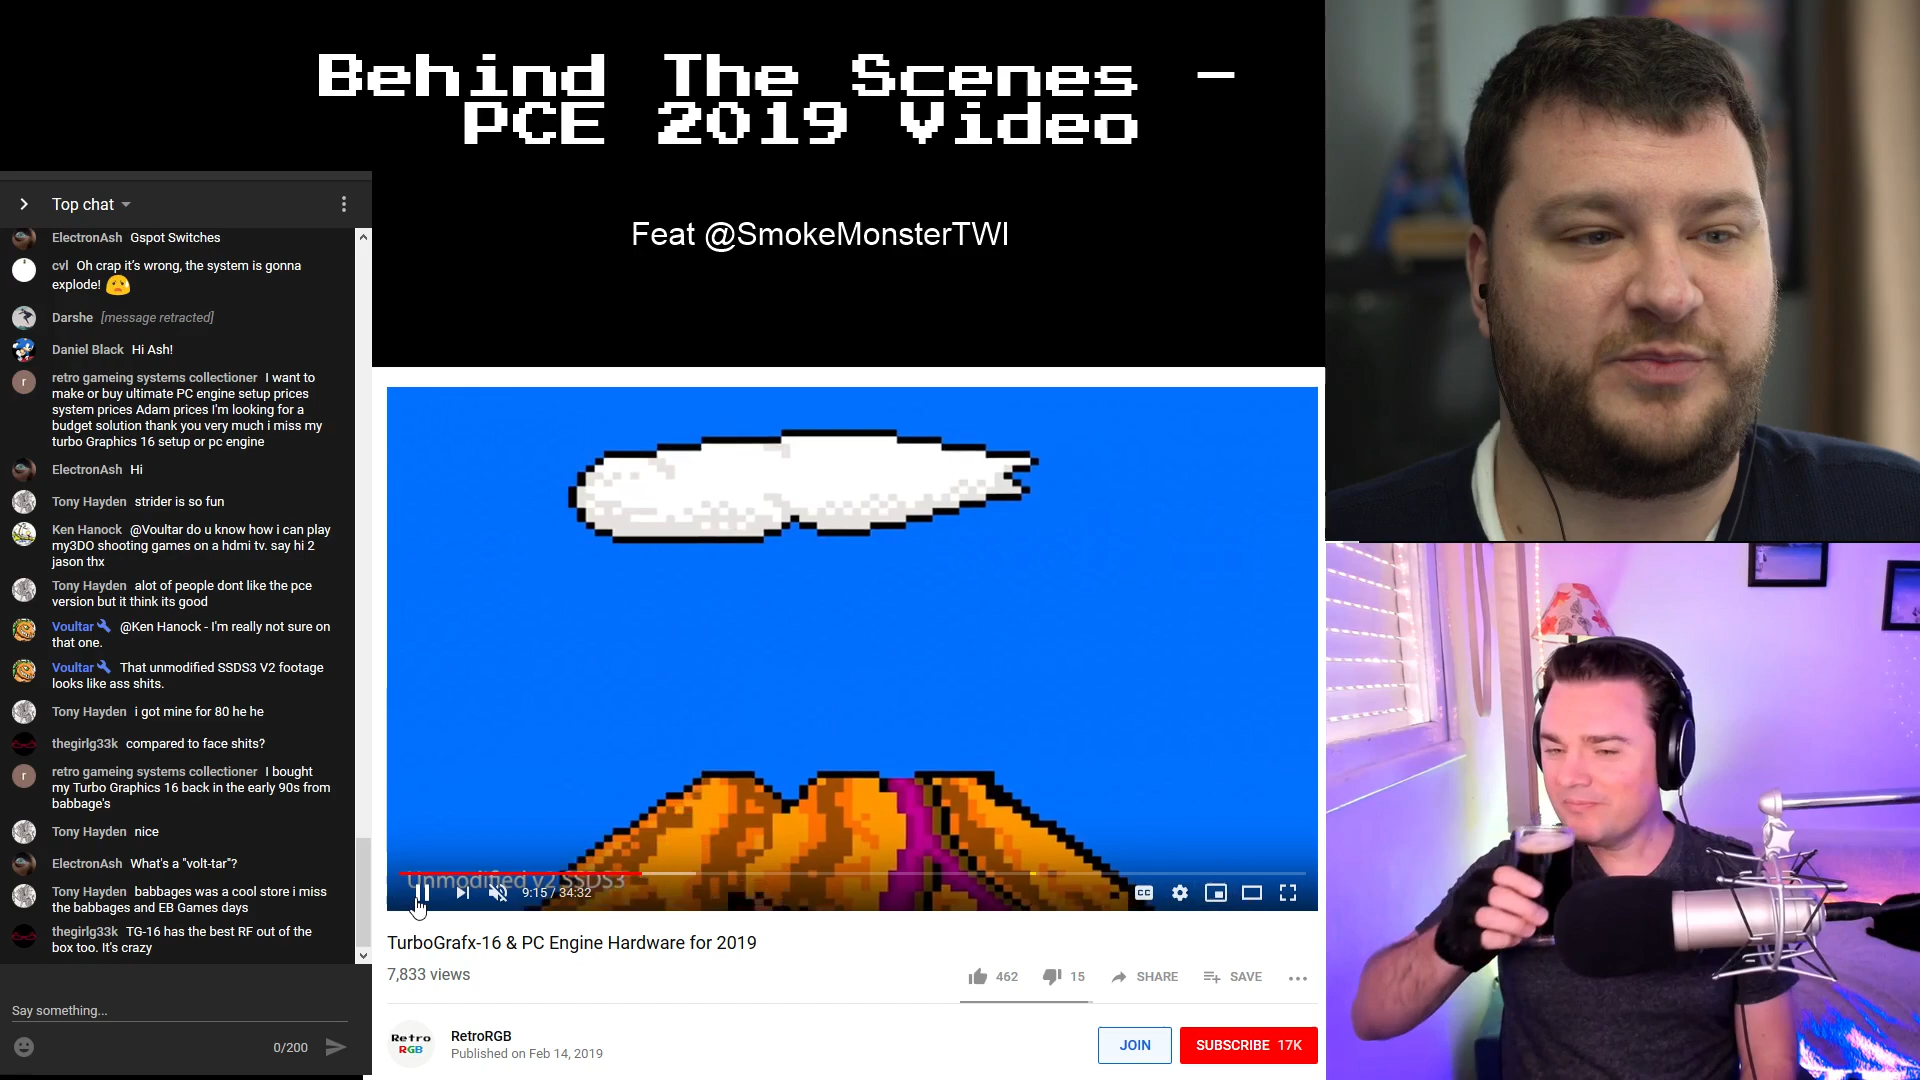 Behind The Scenes -
PCE 2019 Video
Feat @SmokeMonsterTWI
Top chat
ElectronAsh Gspot Switches
cvl Oh crap it's wrong, the system is gonna
explode!
Darshe [message retracted]
Daniel Black Hi Ash!
r
retro gameing systems collectioner I want to
make or buy ultimate PC engine setup prices
system prices Adam prices I'm looking for a
budget solution thank you very much i miss my
turbo Graphics 16 setup or pc engine
ElectronAsh Hi
Tony Hayden strider is so fun
Ken Hanock @Voultar do u know how i can play
my3DO shooting games on a hdmi tv. say hi 2
jason thx
Tony Hayden alot of people dont like the pce
version but it think its good
Voultar @Ken Hanock - I'm really not sure on
that one.
Voultar That unmodified SSDS3 V2 footage
looks like ass shits.
Tony Hayden i got mine for 80 he he
thegirlg33k compared to face shits?
r
retro gameing systems collectioner I bought
my Turbo Graphics 16 back in the early 90s from
babbage's
Tony Hayden nice
ElectronAsh What's a "volt-tar"?
Tony Hayden babbages was a cool store i miss
the babbages and EB Games days
thegirlg33k TG-16 has the best RF out of the
box too. It's crazy
Say something...
0/200
Unmodified v2 SSDS3
9:15 / 34:32
CC
TurboGrafx-16 & PC Engine Hardware for 2019
7,833 views
462
15
SHARE
SAVE
Retro
RGB
RetroRGB
Published on Feb 14, 2019
JOIN
SUBSCRIBE 17K